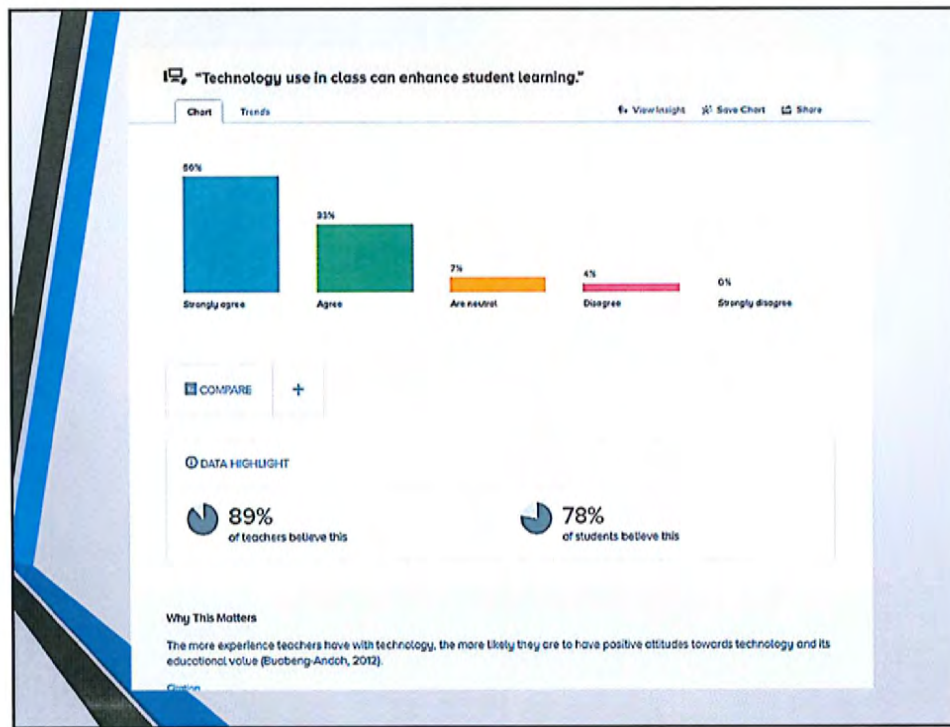 "Technology use in class can enhance student learning."
Chart Trends View Insight Save Chart Share
56%
33%
7%
4%
0%
Strongly agree Agree Are neutral Disagree Strongly disagree
COMPARE +
DATA HIGHLIGHT
89%
of teachers believe this
78%
of students believe this
Why This Matters
The more experience teachers have with technology, the more likely they are to have positive attitudes towards technology and its
educational value (Buabeng-Andoh, 2012).
Citation